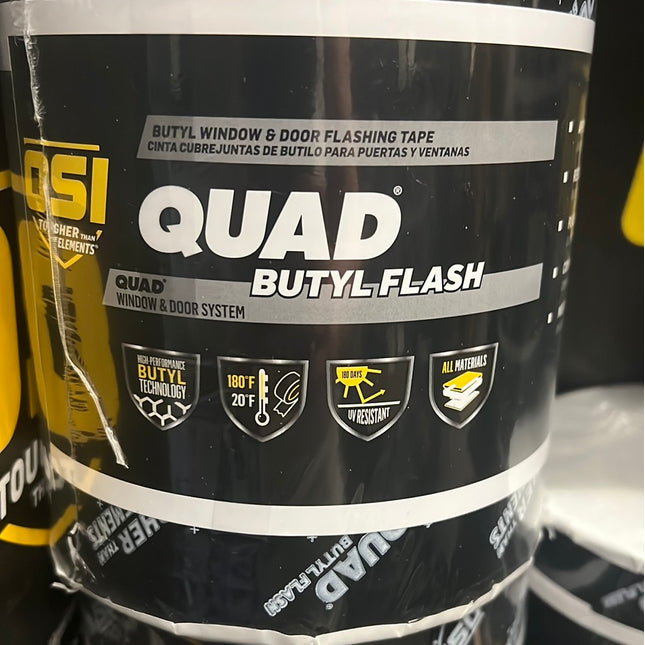 BUTYL WINDOW & DOOR FLASHING TAPE
CINTA CUBREJUNTAS DE BUTILO PARA PUERTAS Y VENTANAS
OSI
TOUGHER THAN
ELEMENTS
QUAD®
BUTYL FLASH
QUAD®
WINDOW & DOOR SYSTEM
HIGH-PERFORMANCE
BUTYL
TECHNOLOGY
180°F
20°F
180 DAYS
UV RESISTANT
ALL MATERIALS
TOU
QUAD®
BUTYL FLASH